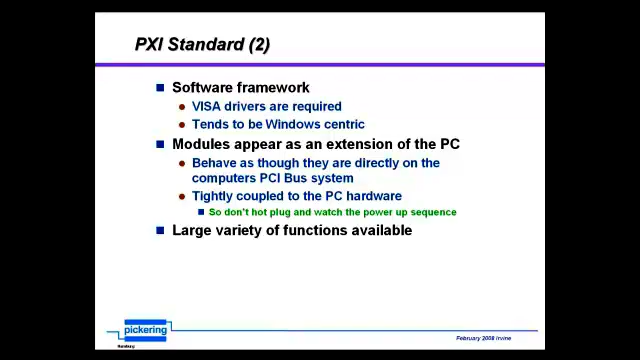 PXI Standard (2)
Software framework
VISA drivers are required
Tends to be Windows centric
Modules appear as an extension of the PC
Behave as though they are directly on the
computers PCI Bus system
Tightly coupled to the PC hardware
So don't hot plug and watch the power up sequence
Large variety of functions available
pickering
February 2008 Irvine